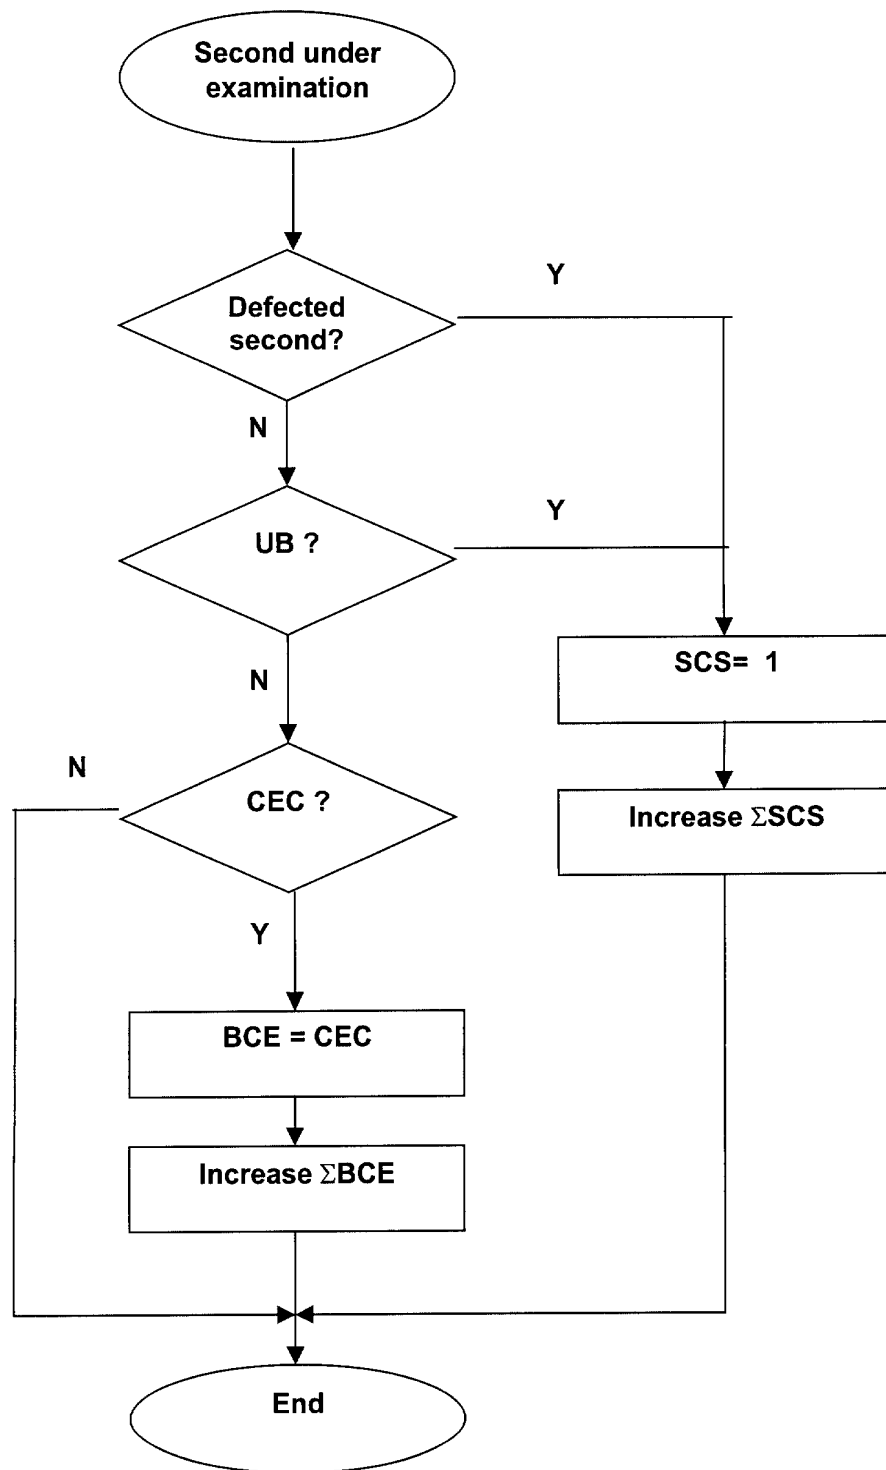 Second under
examination
Y
Defected
second?
N
Y
UB ?
SCS= 1
N
N
CEC ?
Increase ΣSCS
Y
BCE = CEC
Increase ΣBCE
End